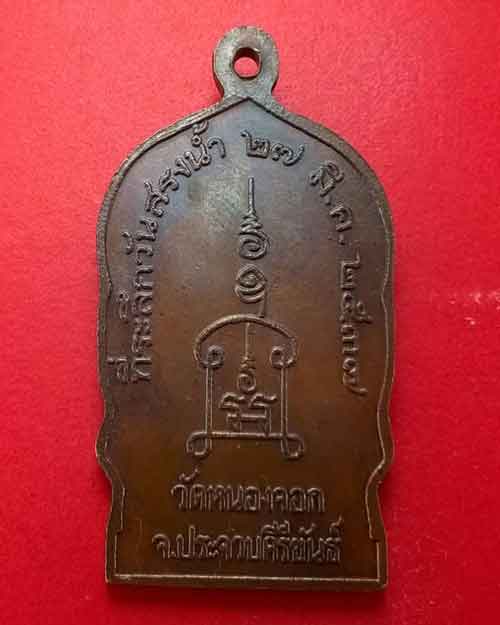 ที่ระลึกวันสรงน้ำ ๒๗ มี.ค. ๒๕๓๗
วัดหนองจอก
จ.ประจวบคีรีขันธ์